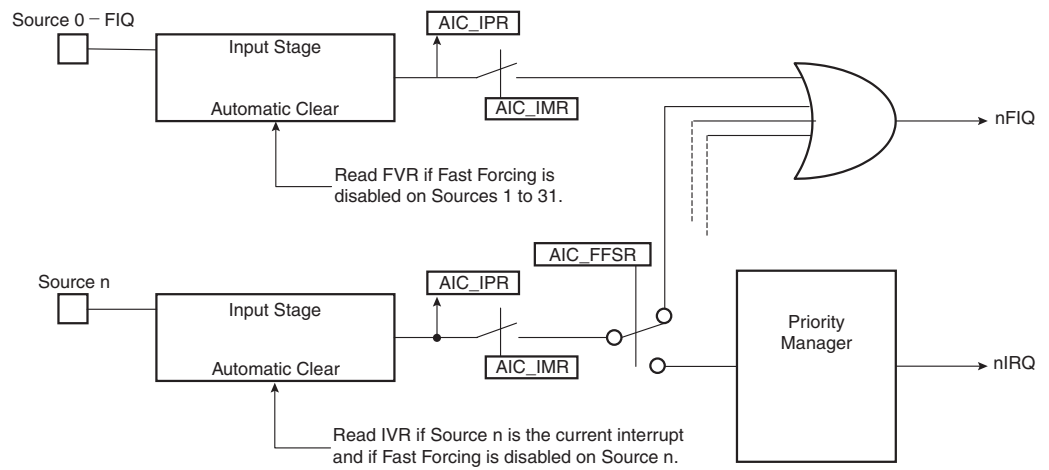 Source 0 – FIQ
AIC_IPR
Input Stage
Automatic Clear
AIC_IMR
nFIQ
Read FVR if Fast Forcing is
disabled on Sources 1 to 31.
AIC_FFSR
Source n
AIC_IPR
Input Stage
Priority
Manager
Automatic Clear
AIC_IMR
nIRQ
Read IVR if Source n is the current interrupt
and if Fast Forcing is disabled on Source n.